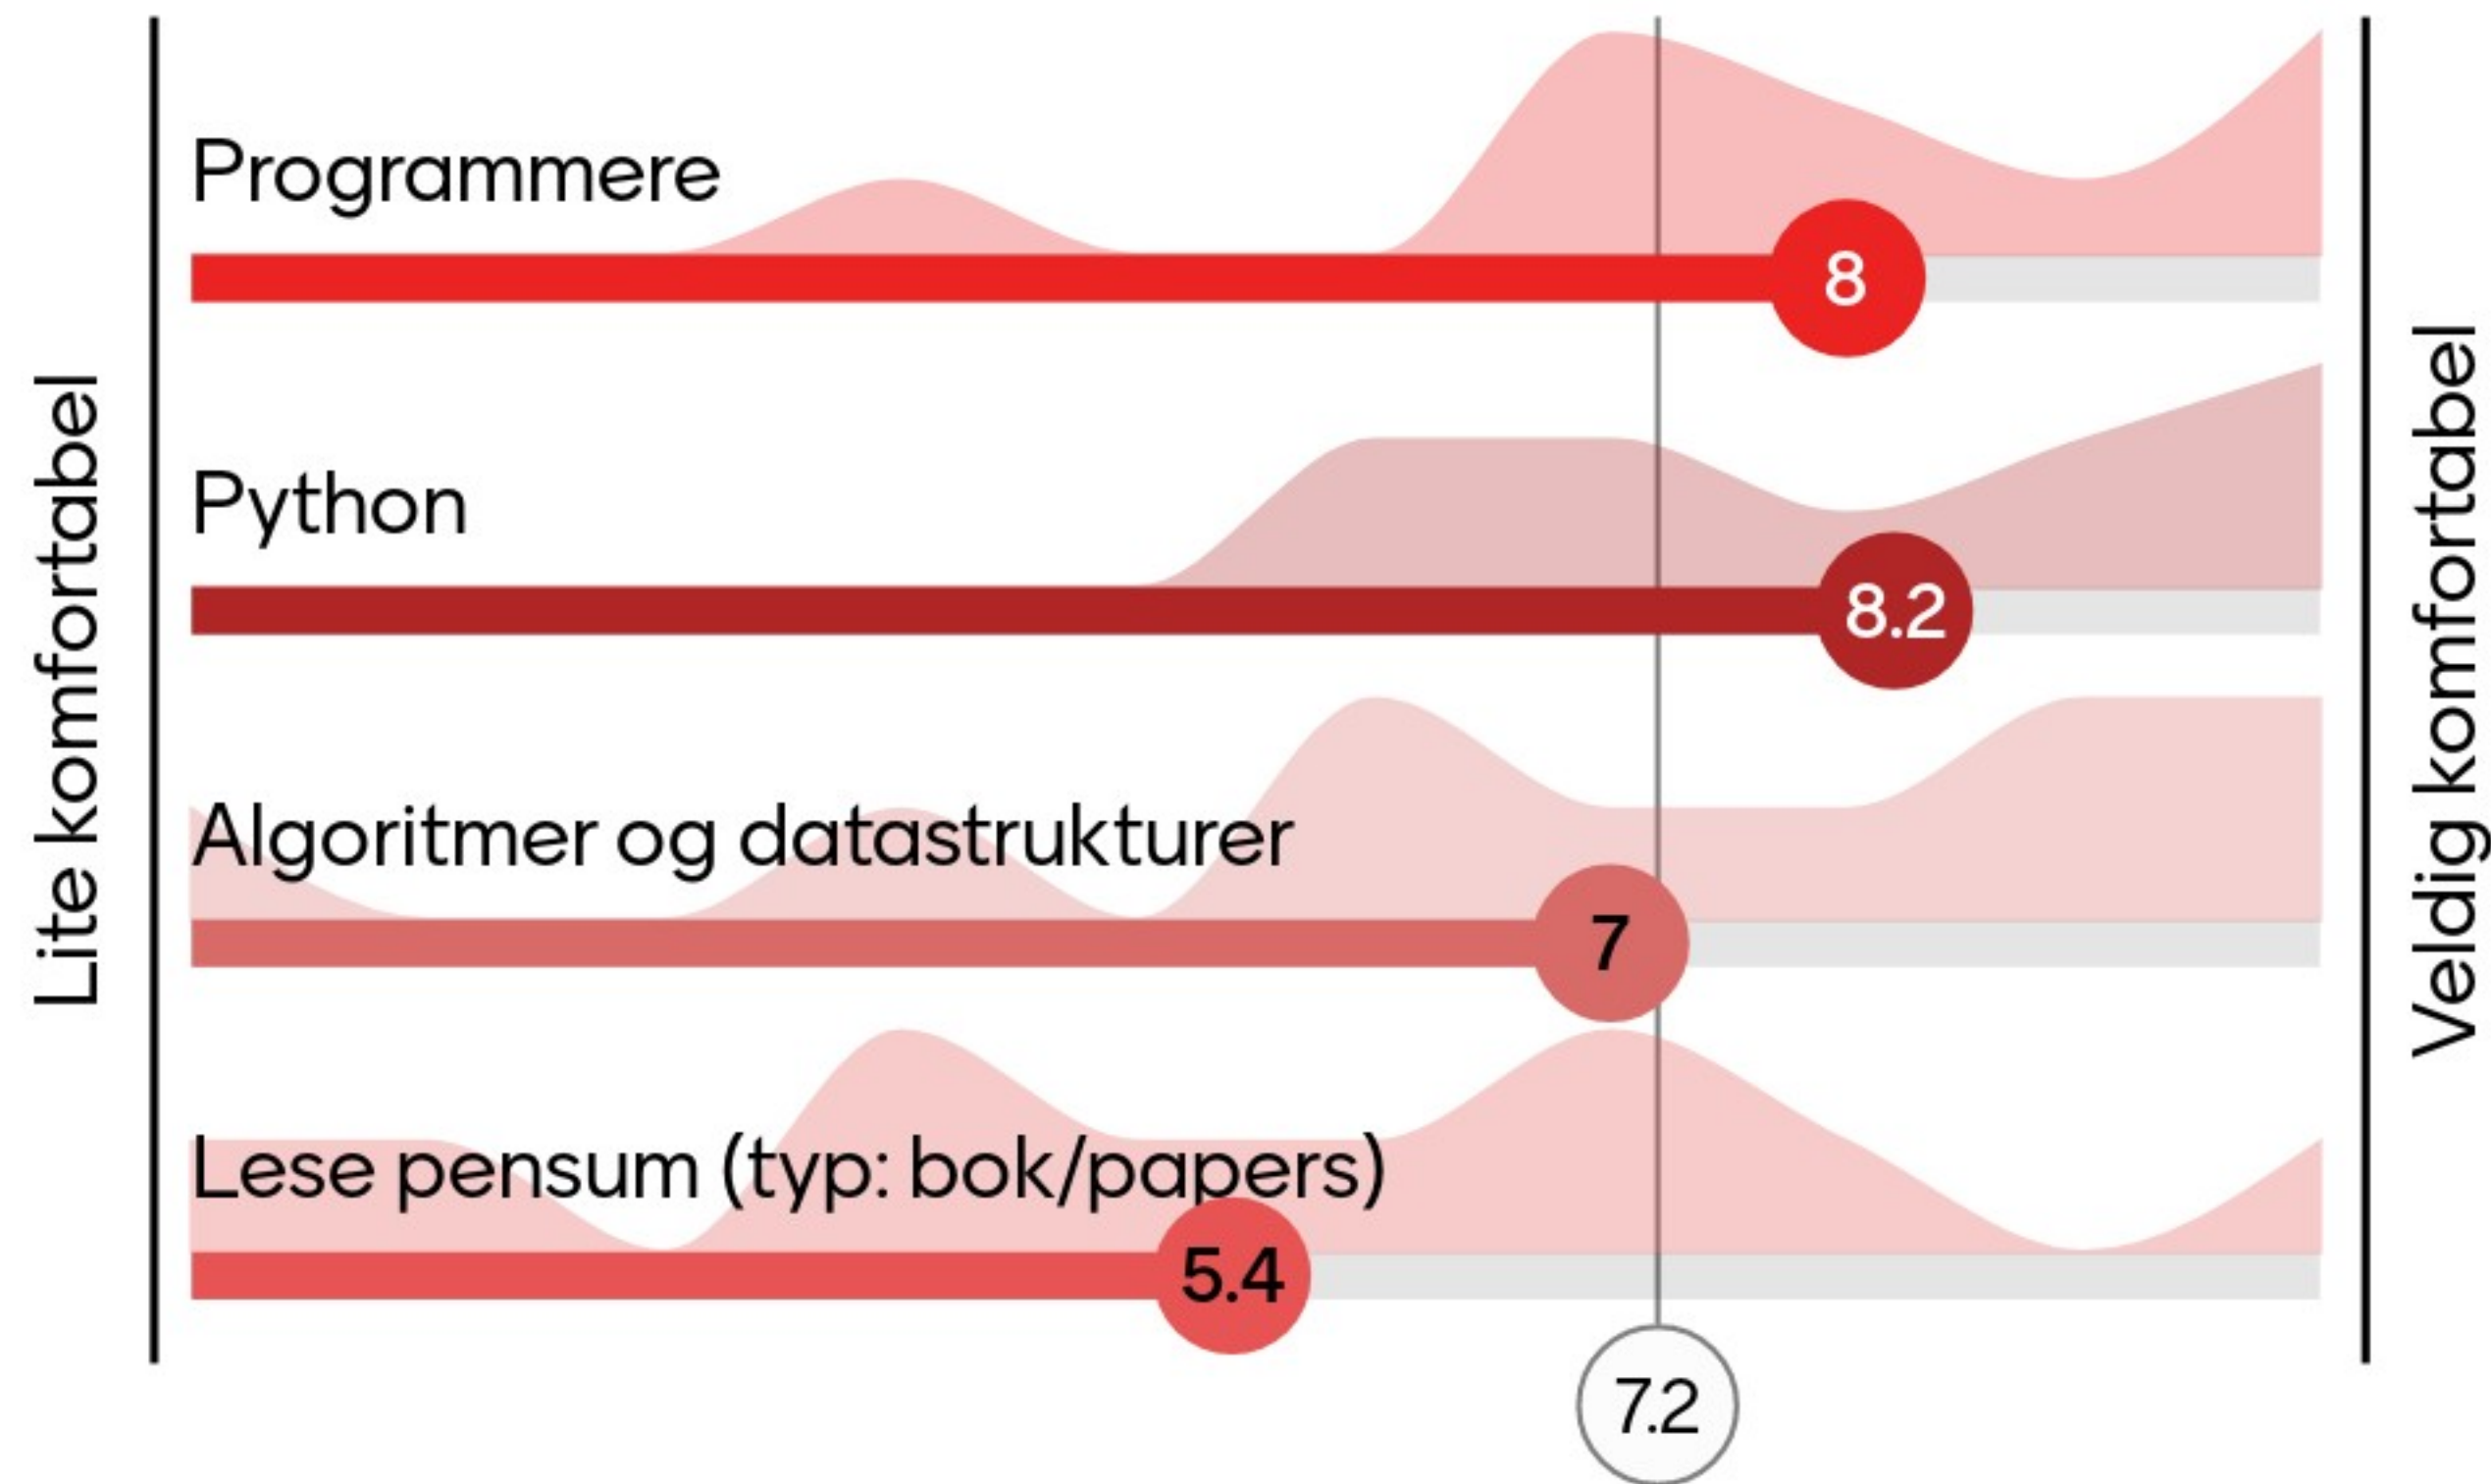 Lite komfortabel
Programmere
8
Python
8.2
Algoritmer og datastrukturer
7
Lese pensum (typ: bok/papers)
5.4
7.2
Veldig komfortabel